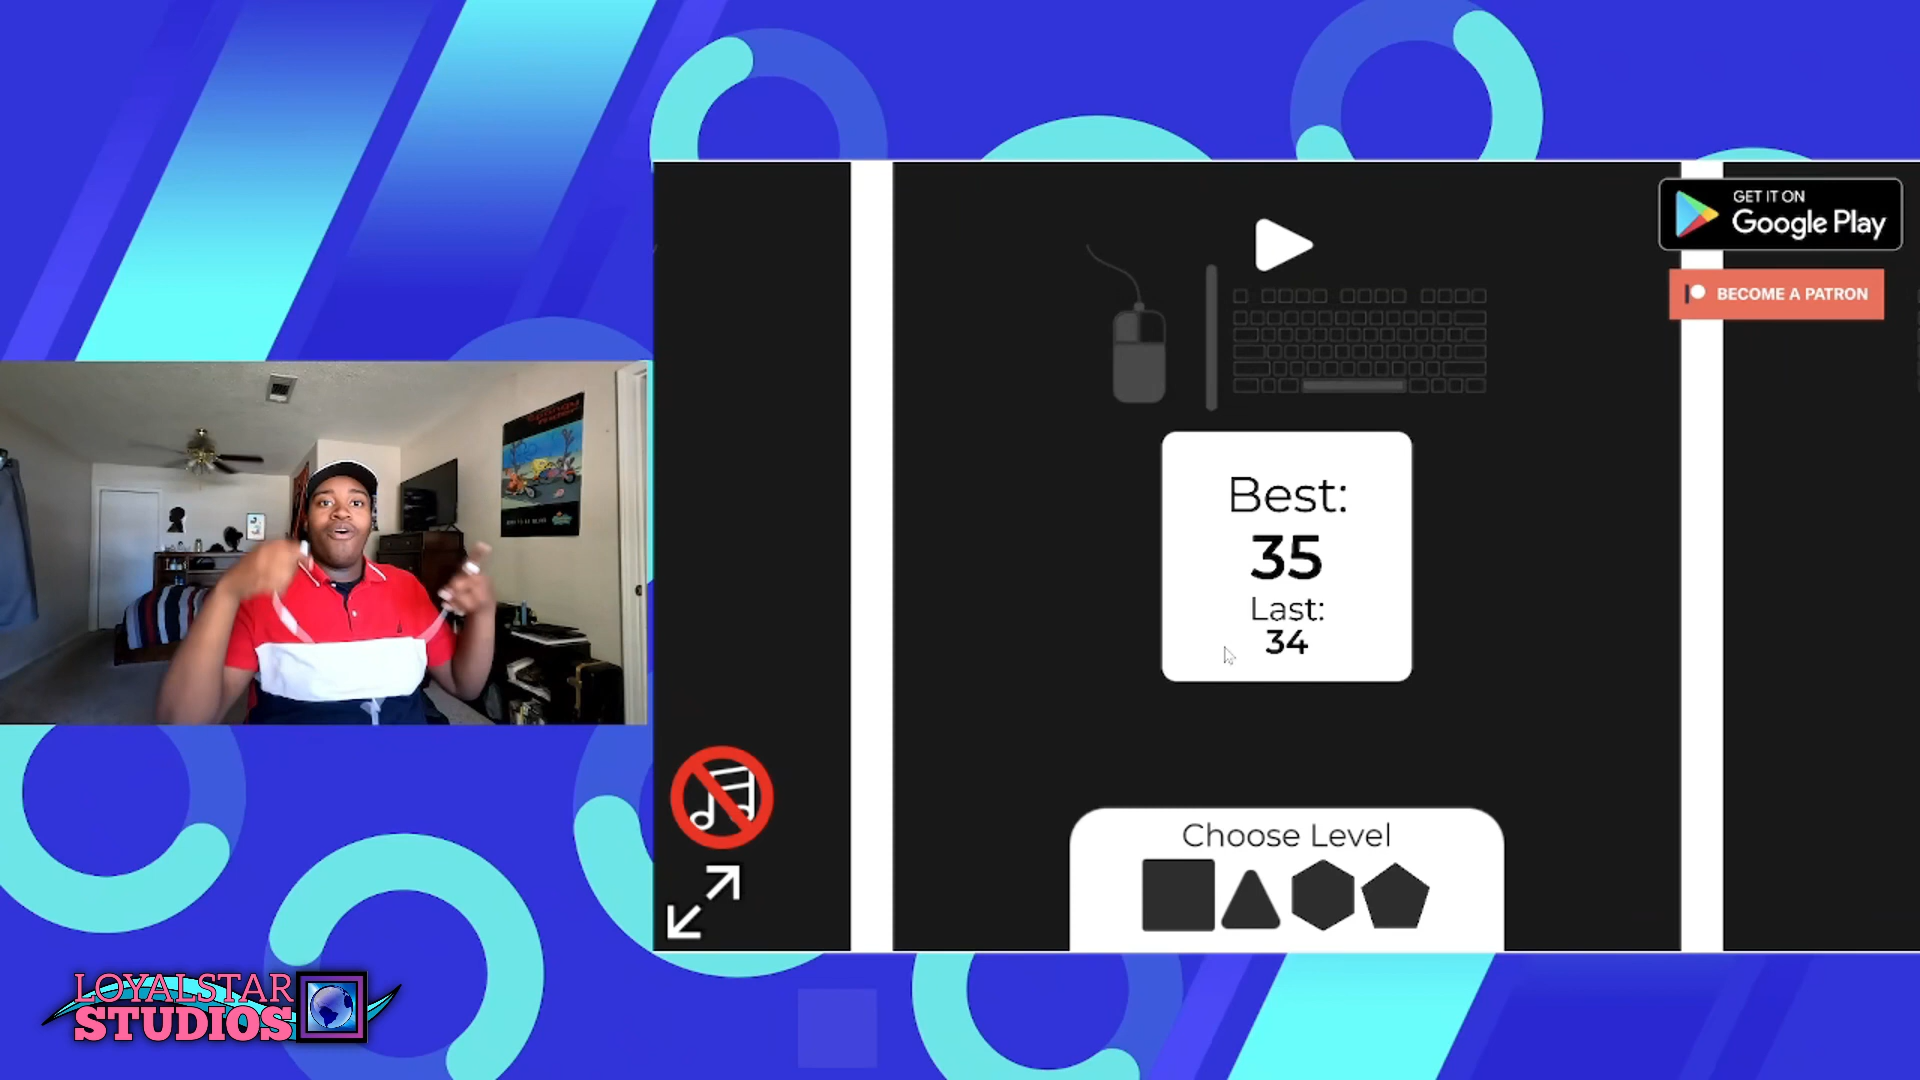 GET IT ON
Google Play
BECOME A PATRON
Best:
35
Last:
34
Choose Level
LOYALSTAR
STUDIOS